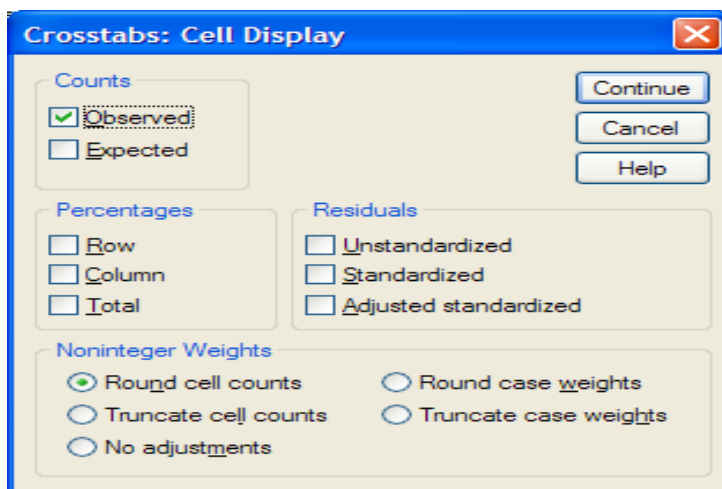 Crosstabs: Cell Display
Counts
Observed
Expected
Continue
Cancel
Help
Percentages
Row
Column
Total
Residuals
Unstandardized
Standardized
Adjusted standardized
Noninteger Weights
Round cell counts Round case weights
Truncate cell counts Truncate case weights
No adjustments